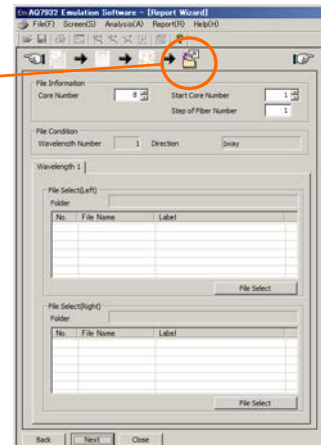 AQ7932 Emulation Software - [Report Wizard]
File(F) Screen(S) Analysis(A) Report(R) Help(H)
File Information
Core Number 8 Start Core Number 1
Step of Fiber Number 1
File Condition
Wavelength Number 1 Direction 1way
Wavelength 1
File Select(Left)
Folder
No. File Name Label
File Select
File Select(Right)
Folder
No. File Name Label
File Select
Back Next Close